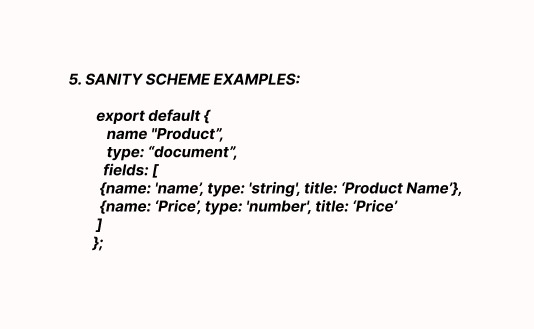 5. SANITY SCHEME EXAMPLES:
export default {
name "Product”,
type: “document”,
fields: [
{name: 'name’, type: 'string', title: ‘Product Name’},
{name: ‘Price’, type: 'number', title: ‘Price’
]
};